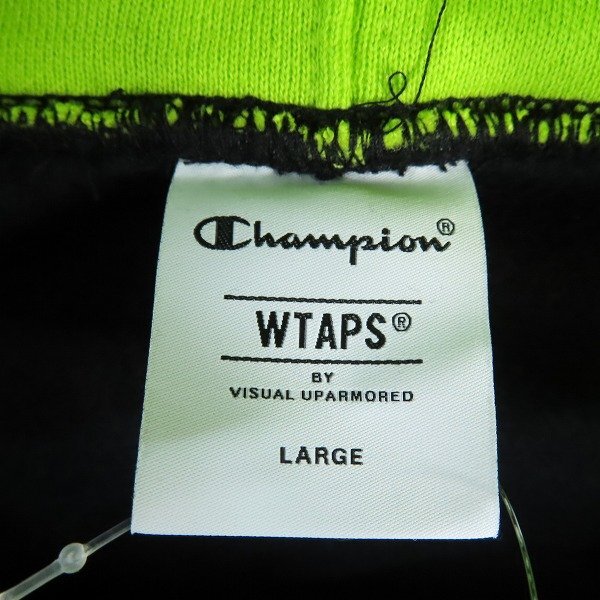 Champion®
WTAPS®
BY
VISUAL UPARMORED
LARGE